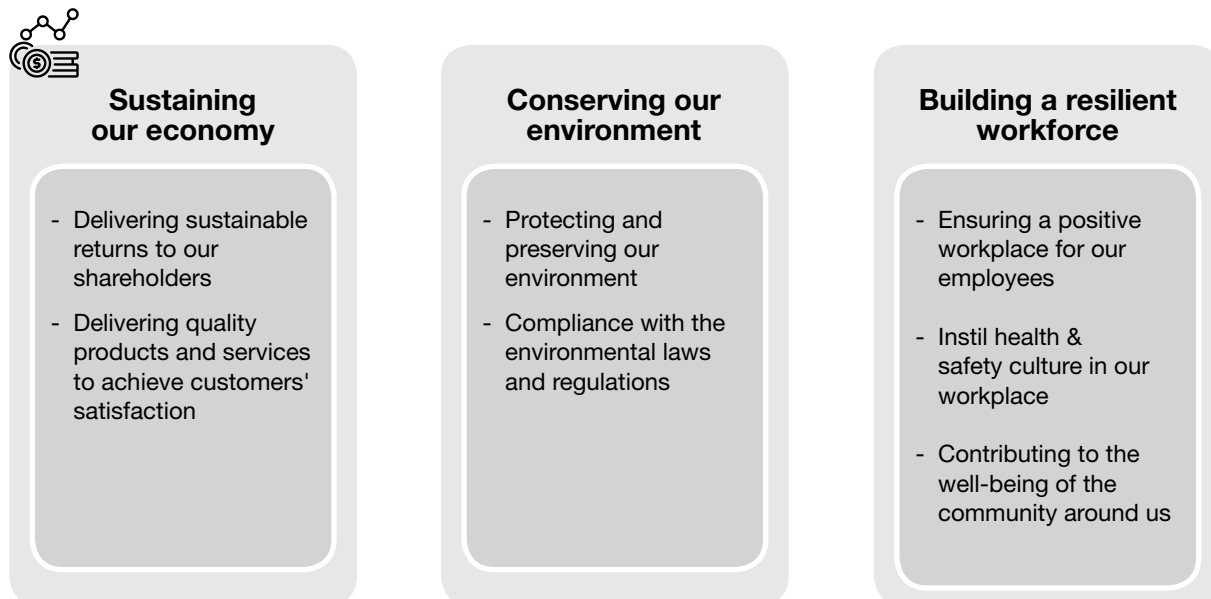 Sustaining
our economy
- Delivering sustainable
returns to our
shareholders
- Delivering quality
products and services
to achieve customers'
satisfaction
Conserving our
environment
- Protecting and
preserving our
environment
- Compliance with the
environmental laws
and regulations
Building a resilient
workforce
- Ensuring a positive
workplace for our
employees
- Instil health &
safety culture in our
workplace
- Contributing to the
well-being of the
community around us